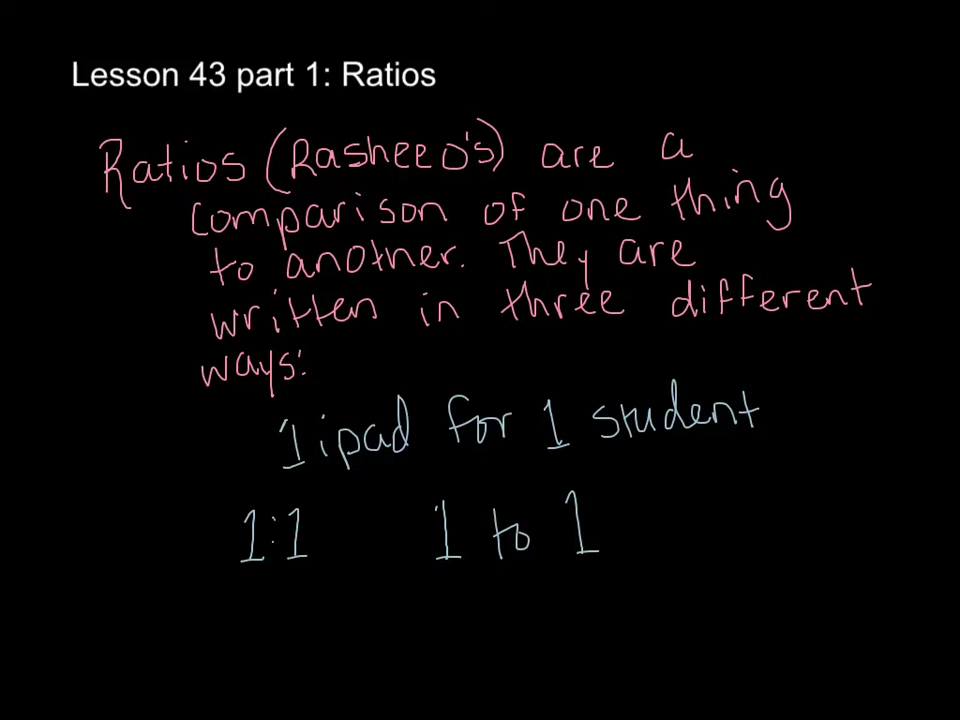 Lesson 43 part 1: Ratios
Ratios (Rasheeo's) are a
comparison of one thing
to another. They are
written in three different
ways:
1 ipad for 1 student
1:1 1 to 1